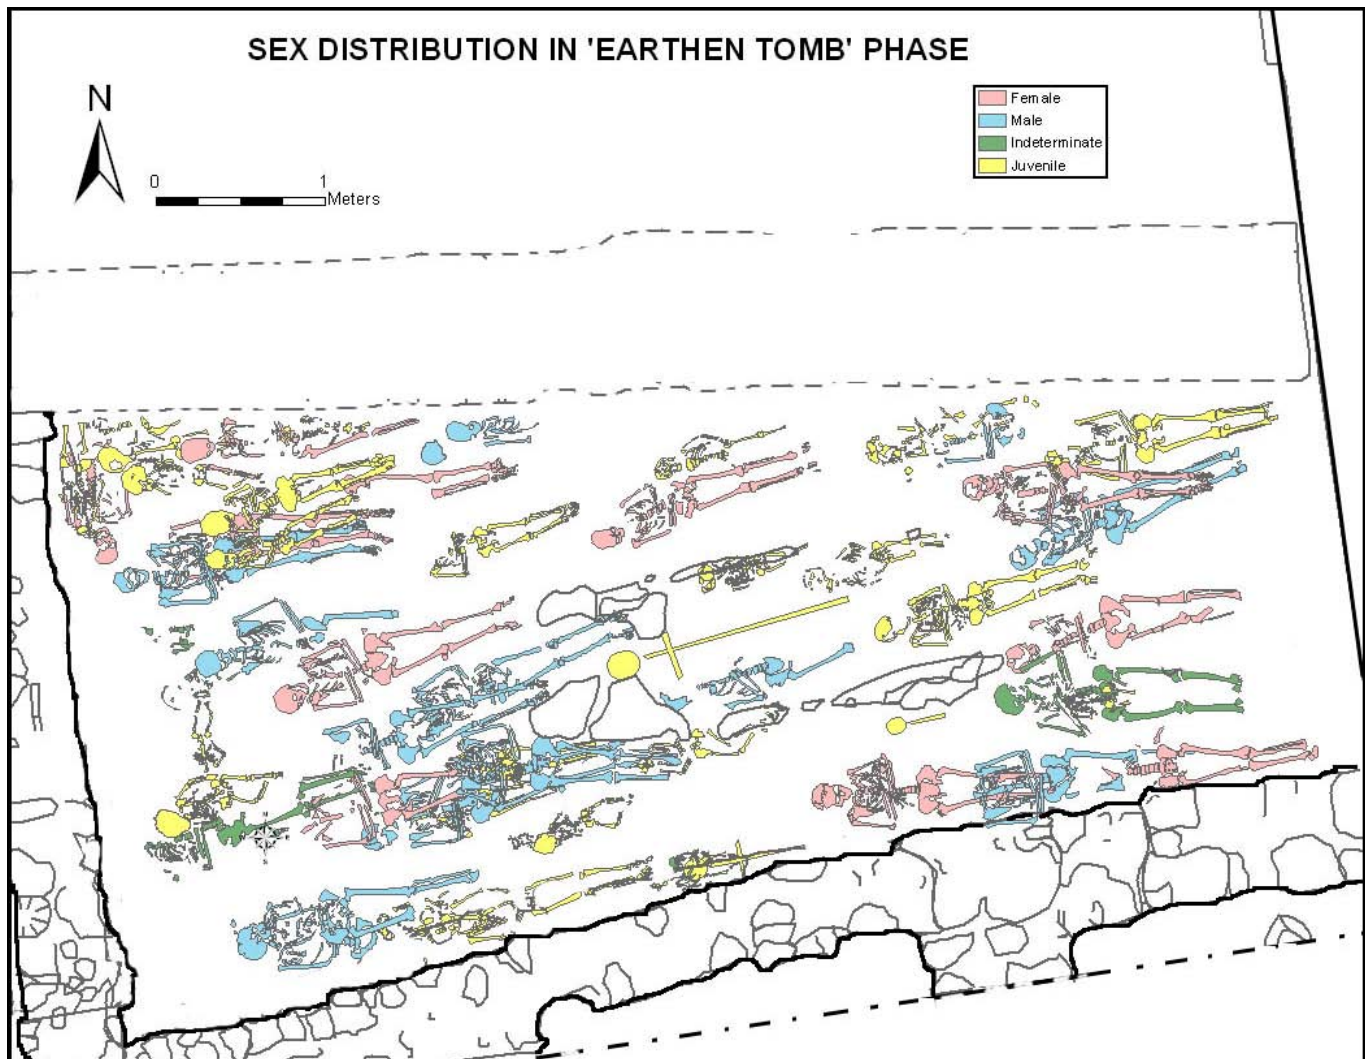 SEX DISTRIBUTION IN 'EARTHEN TOMB' PHASE
N
0 1
Meters
Female
Male
Indeterminate
Juvenile